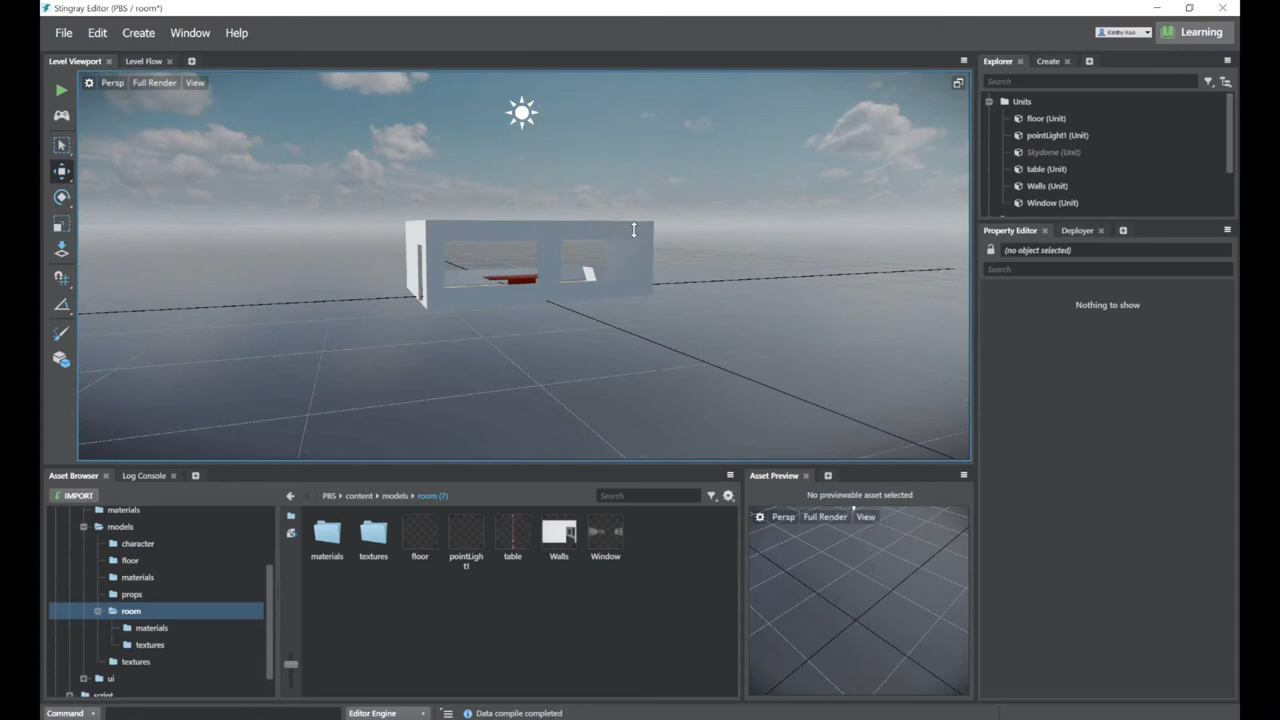 Stingray Editor (PBS / room*)
File Edit Create Window Help
Kinthy Koo
Learning
Level Viewport Level Flow
Persp Full Render View
Explorer Create
Search
Units
floor (Unit)
pointLight1 (Unit)
Skydome (Unit)
table (Unit)
Walls (Unit)
Window (Unit)
Property Editor Deployer
(no object selected)
Search
Nothing to show
Asset Browser Log Console
IMPORT
PBS content models room (7)
Search
materials
models
character
floor
materials
props
room
materials
textures
textures
ui
script
materials
textures
floor
pointLigh
t1
table
Walls
Window
Asset Preview
No previewable asset selected
Persp Full Render View
Command
Editor Engine
Data compile completed